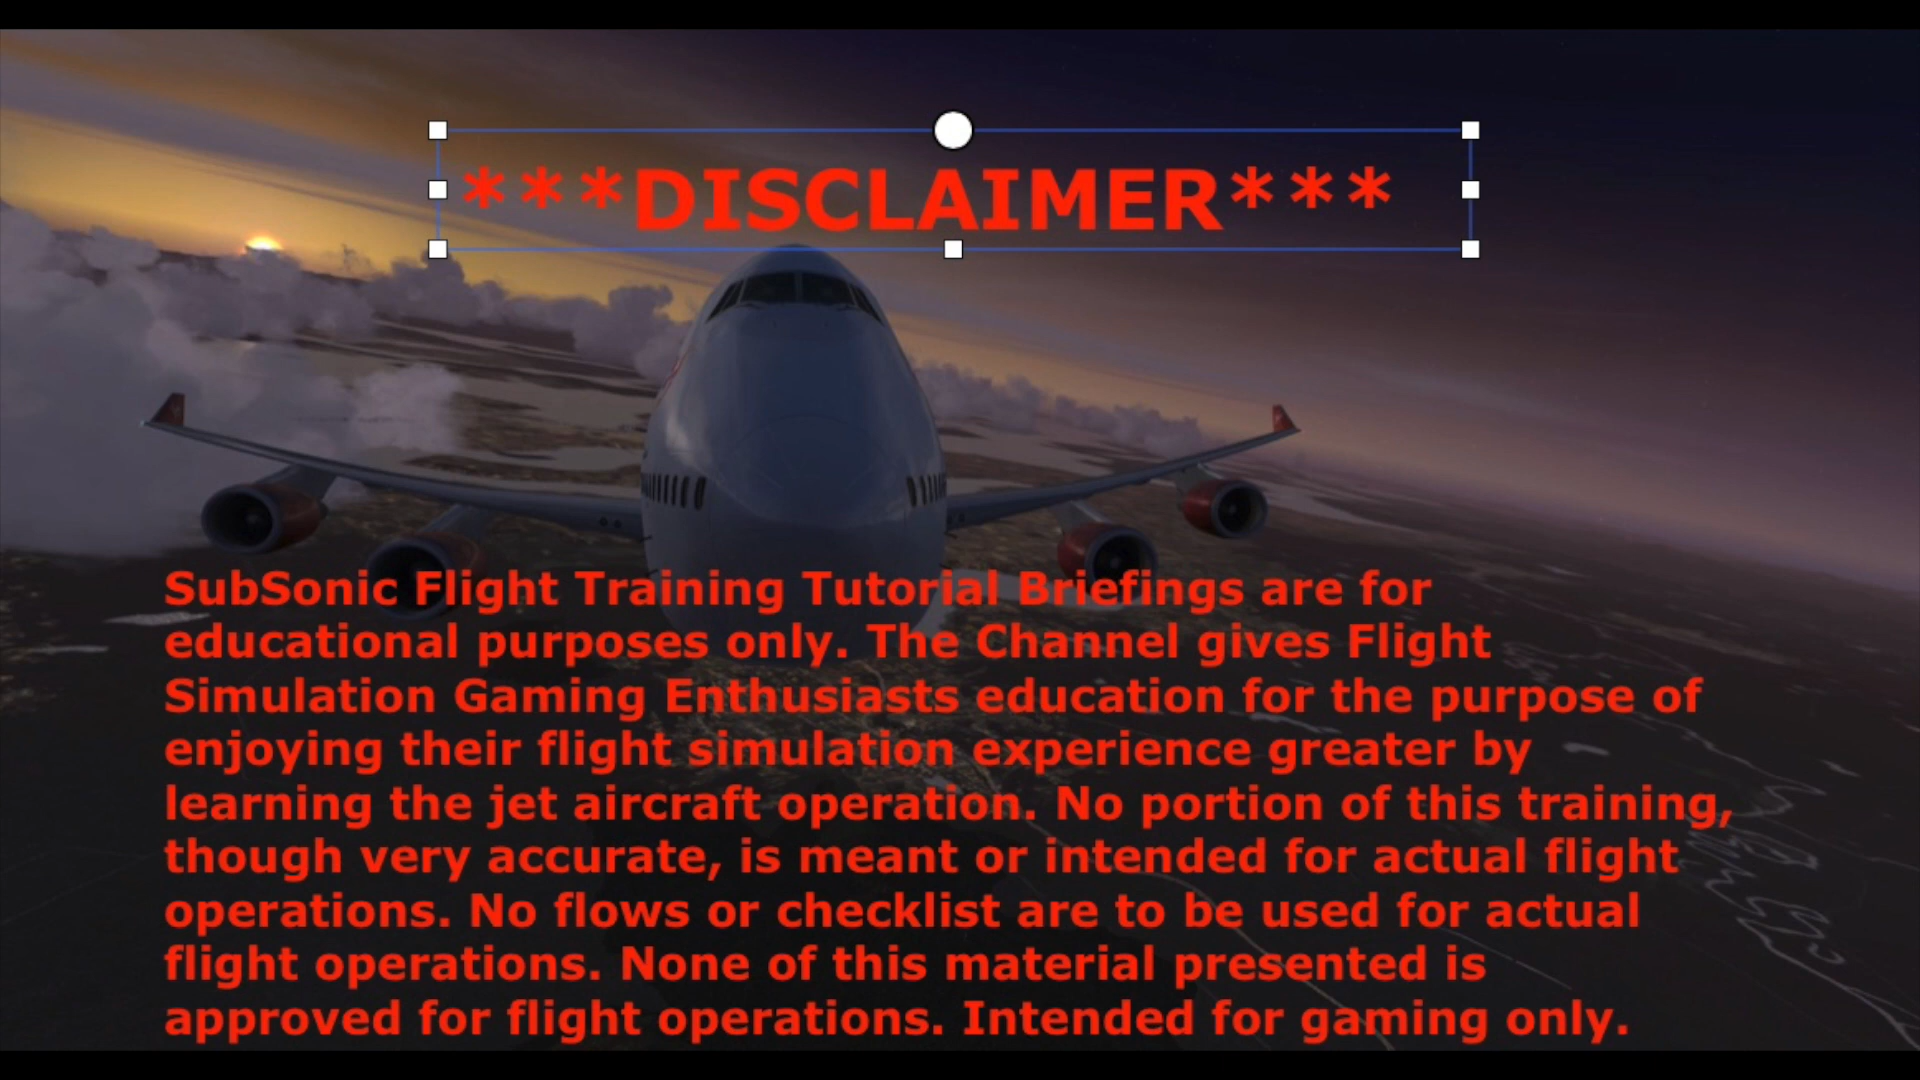 ***DISCLAIMER***
SubSonic Flight Training Tutorial Briefings are for
educational purposes only. The Channel gives Flight
Simulation Gaming Enthusiasts education for the purpose of
enjoying their flight simulation experience greater by
learning the jet aircraft operation. No portion of this training,
though very accurate, is meant or intended for actual flight
operations. No flows or checklist are to be used for actual
flight operations. None of this material presented is
approved for flight operations. Intended for gaming only.